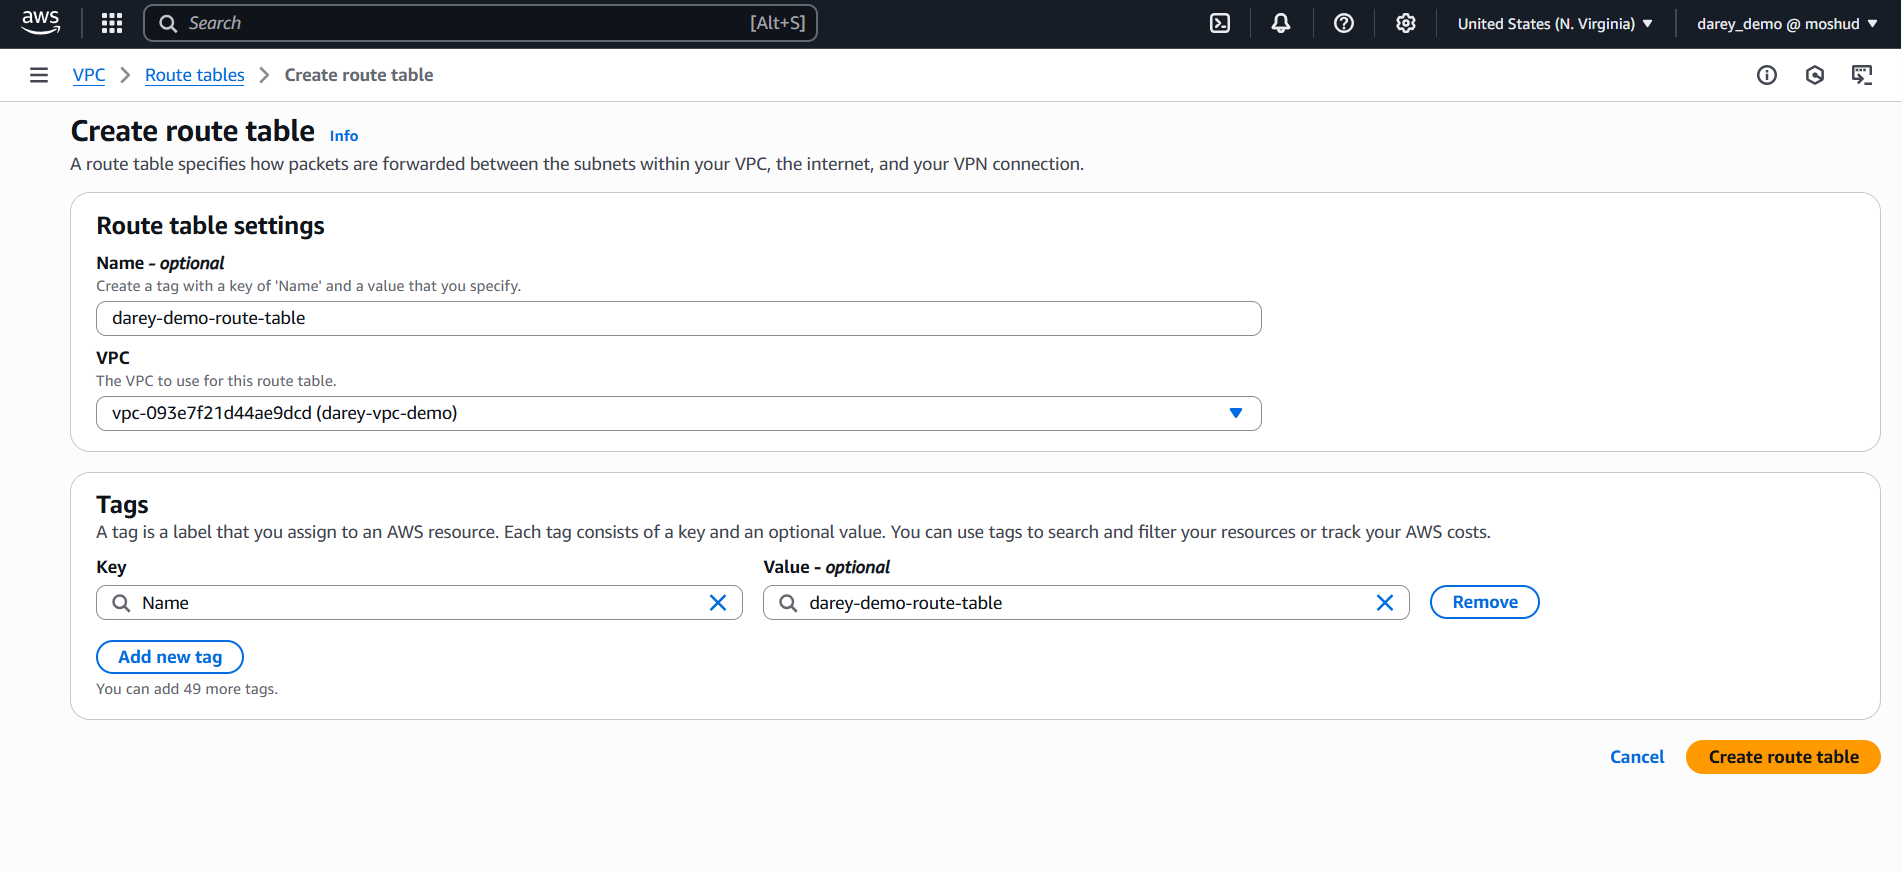 aws
Search [Alt+S]
United States (N. Virginia)
darey_demo @ moshud
VPC
Route tables
Create route table
Create route table Info
A route table specifies how packets are forwarded between the subnets within your VPC, the internet, and your VPN connection.
Route table settings
Name - optional
Create a tag with a key of 'Name' and a value that you specify.
darey-demo-route-table
VPC
The VPC to use for this route table.
vpc-093e7f21d44ae9dcd (darey-vpc-demo)
Tags
A tag is a label that you assign to an AWS resource. Each tag consists of a key and an optional value. You can use tags to search and filter your resources or track your AWS costs.
Key
Value - optional
Name
darey-demo-route-table
Remove
Add new tag
You can add 49 more tags.
Cancel
Create route table